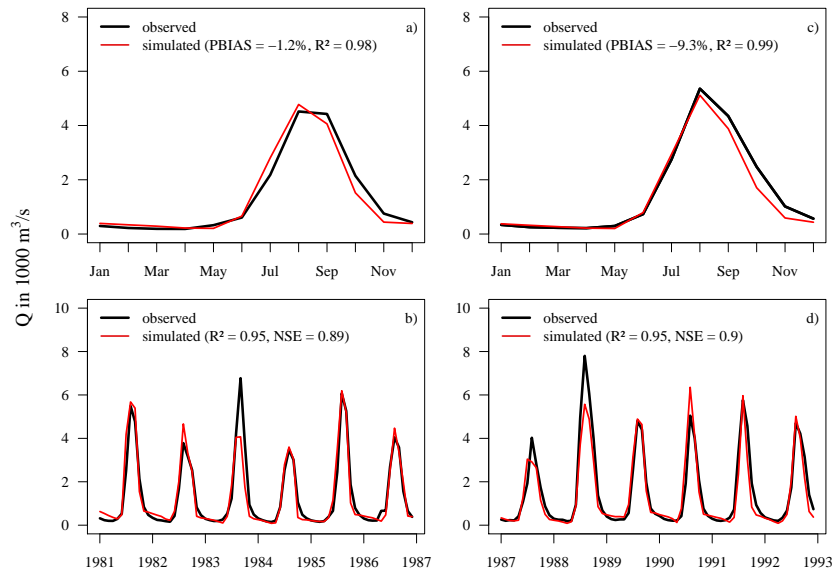 Q in 1000 m³/s
8
6
4
2
0
observed a)
simulated (PBIAS = −1.2%, R² = 0.98)
Jan Mar May Jul Sep Nov
8
6
4
2
0
observed c)
simulated (PBIAS = −9.3%, R² = 0.99)
Jan Mar May Jul Sep Nov
10
8
6
4
2
0
observed b)
simulated (R² = 0.95, NSE = 0.89)
1981 1982 1983 1984 1985 1986 1987
10
8
6
4
2
0
observed d)
simulated (R² = 0.95, NSE = 0.9)
1987 1988 1989 1990 1991 1992 1993